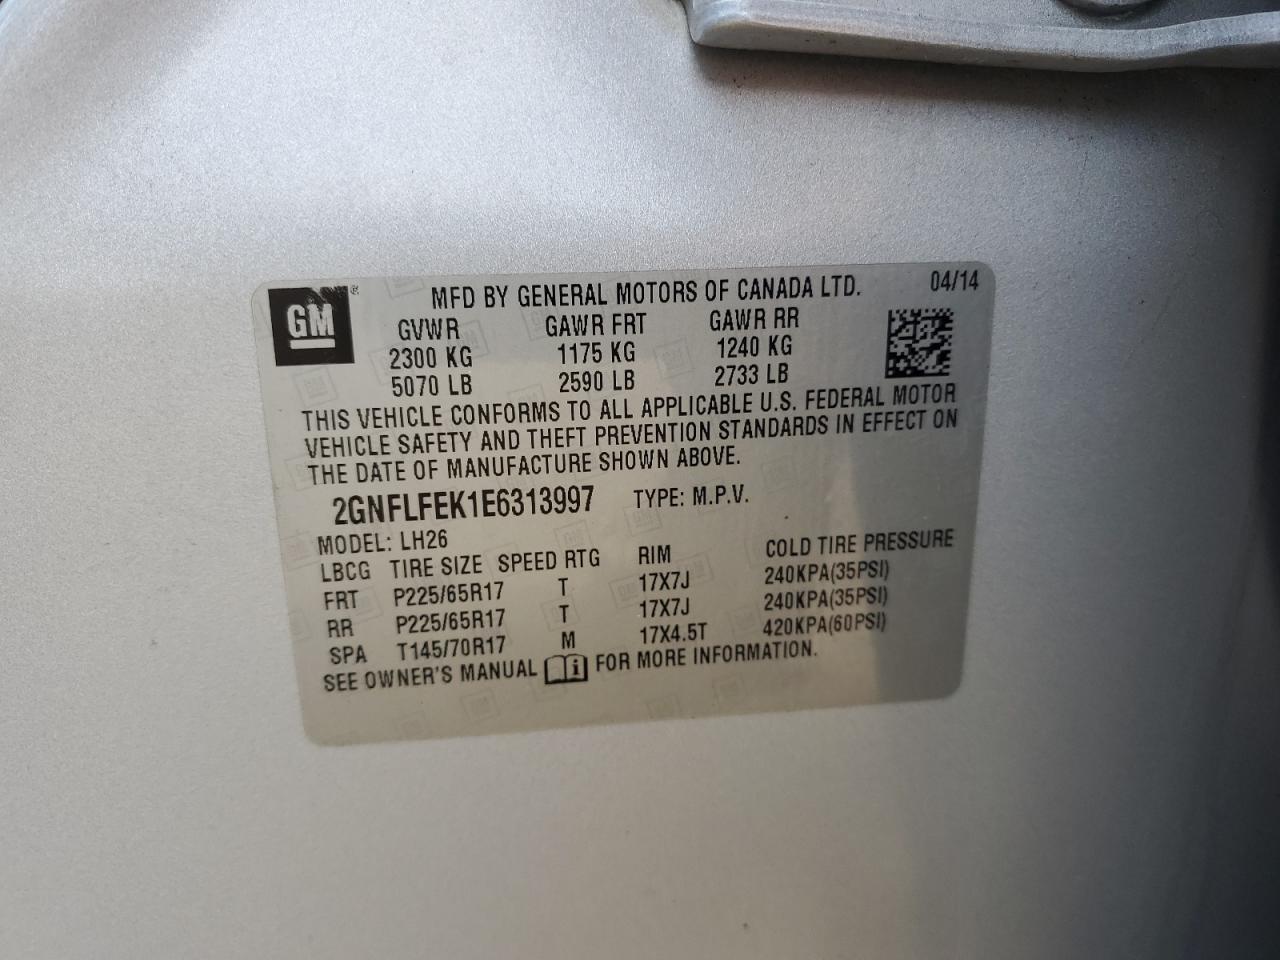 GM®
MFD BY GENERAL MOTORS OF CANADA LTD. 04/14
GVWR GAWR FRT GAWR RR
2300 KG 1175 KG 1240 KG
5070 LB 2590 LB 2733 LB
THIS VEHICLE CONFORMS TO ALL APPLICABLE U.S. FEDERAL MOTOR
VEHICLE SAFETY AND THEFT PREVENTION STANDARDS IN EFFECT ON
THE DATE OF MANUFACTURE SHOWN ABOVE.
2GNFLFEK1E6313997 TYPE: M.P.V.
MODEL: LH26
LBCG TIRE SIZE SPEED RTG RIM COLD TIRE PRESSURE
FRT P225/65R17 T 17X7J 240KPA(35PSI)
RR P225/65R17 T 17X7J 240KPA(35PSI)
SPA T145/70R17 M 17X4.5T 420KPA(60PSI)
SEE OWNER'S MANUAL i FOR MORE INFORMATION.